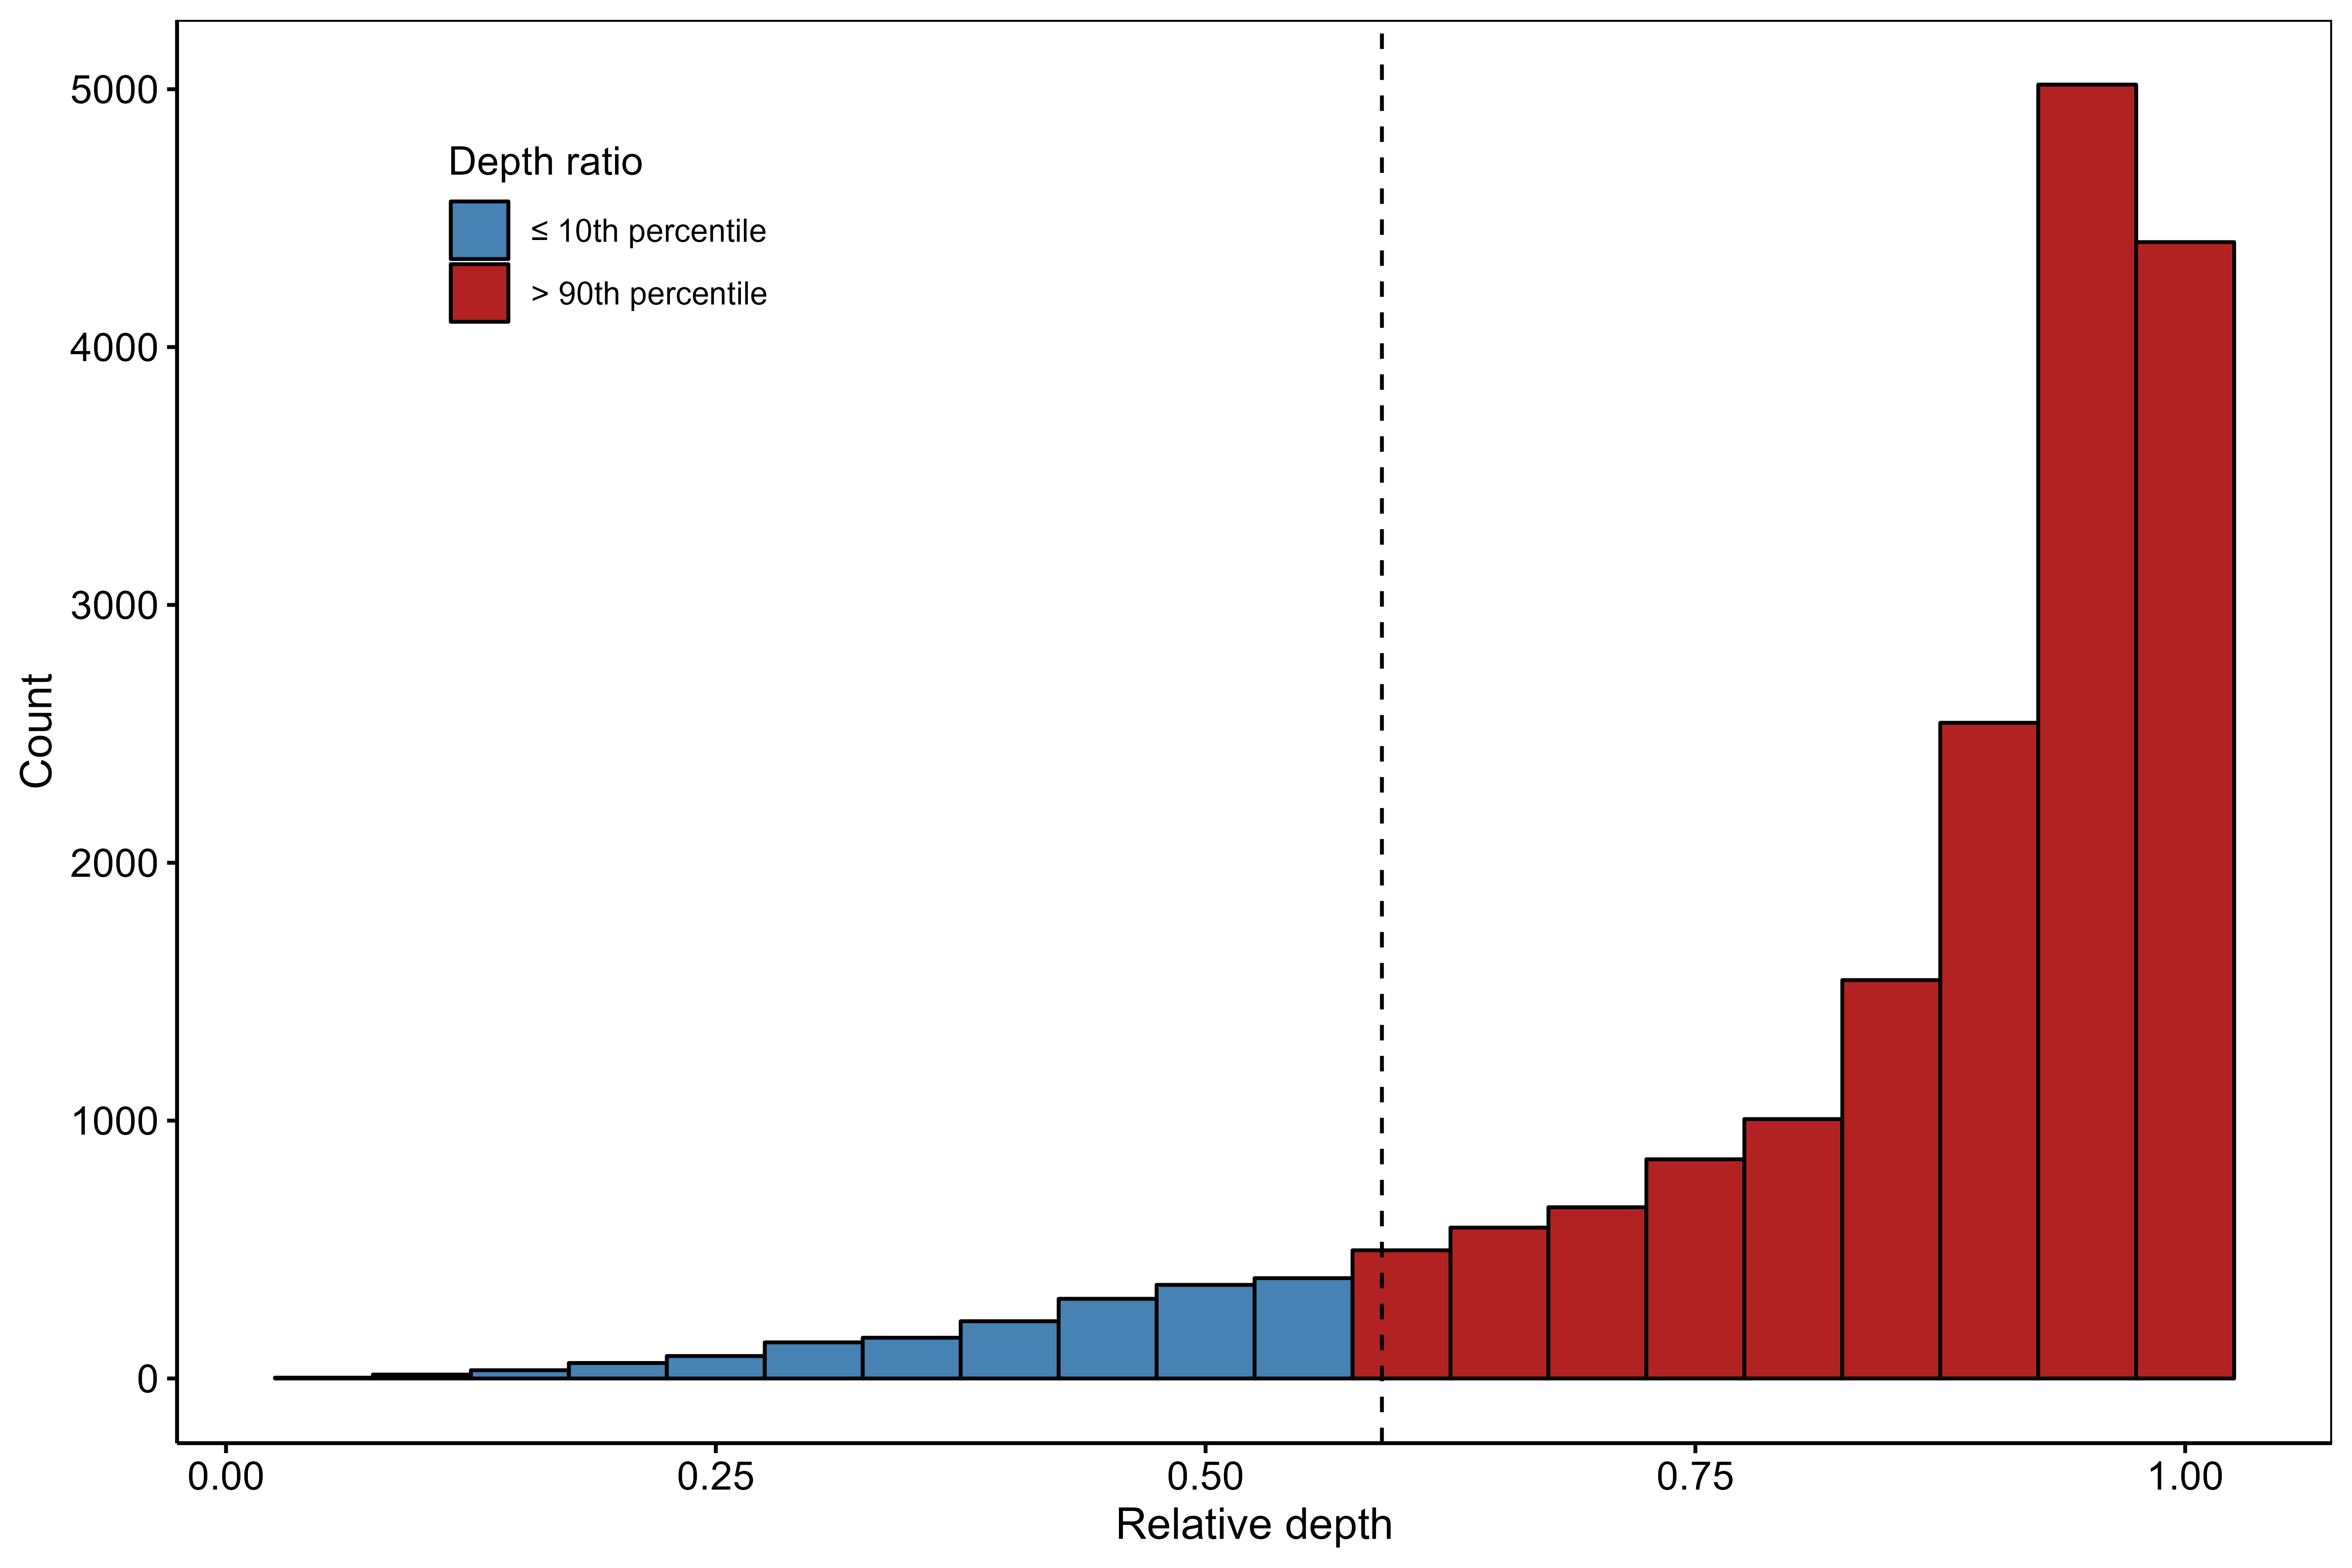 5000
4000
3000
2000
1000
0
Count
Depth ratio
≤ 10th percentile
> 90th percentile
0.00 0.25 0.50 0.75 1.00
Relative depth